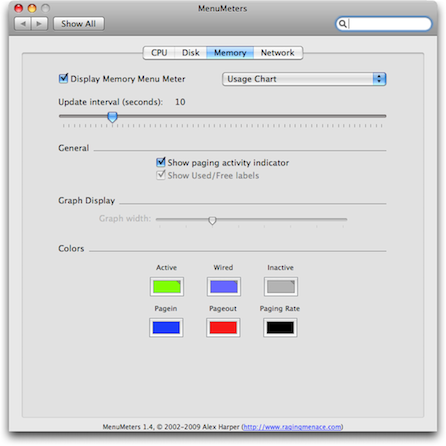 MenuMeters
Show All
CPU Disk Memory Network
Display Memory Menu Meter Usage Chart
Update interval (seconds): 10
General
Show paging activity indicator
Show Used/Free labels
Graph Display
Graph width:
Colors
Active Wired Inactive
Pagein Pageout Paging Rate
MenuMeters 1.4, © 2002-2009 Alex Harper (http://www.ragingmenace.com)